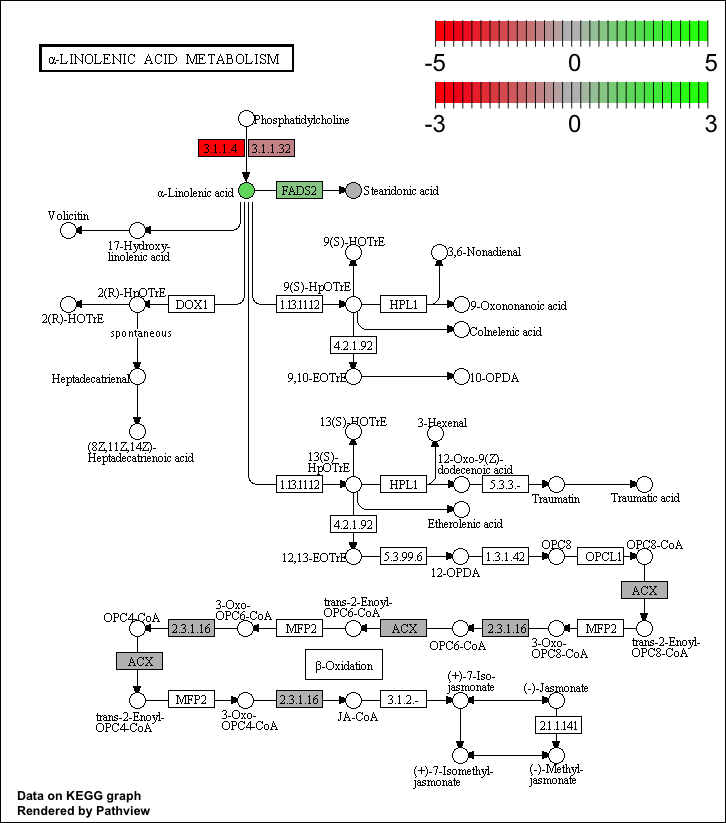 α-LINOLENIC ACID METABOLISM
-5 0 5
-3 0 3
Phosphatidylcholine
3.1.1.4 3.1.1.32
α-Linolenic acid FADS2 Stearidonic acid
Volicitin
17-Hydroxy-
linolenic acid
9(S)-HOTrE
3,6-Nonadienal
2(R)-HpOTrE
DOX1
2(R)-HOTrE
9(S)-HpOTrE
1.13.11.12 HPL1 9-Oxononanoic acid
spontaneous
Colnelenic acid
4.2.1.92
Heptadecatrienal
9,10-EOTrE 10-OPDA
(8Z,11Z,14Z)-
Heptadecatrienoic acid
13(S)-HOTrE
3-Hexenal
13(S)-
HpOTrE
12-Oxo-9(Z)-
dodecenoic acid
1.13.11.12 HPL1 5.3.3.-
Traumatin Traumatic acid
4.2.1.92
Etherolenic acid
12,13-EOTrE 5.3.99.6 12-OPDA 1.3.1.42 OPC8 OPCL1 OPC8-CoA
ACX
OPC4-CoA 2.3.1.16
3-Oxo-
OPC6-CoA
MFP2
trans-2-Enoyl-
OPC6-CoA
ACX
OPC6-CoA
2.3.1.16
3-Oxo-
OPC8-CoA
MFP2
trans-2-Enoyl-
OPC8-CoA
ACX
β-Oxidation
trans-2-Enoyl-
OPC4-CoA
MFP2
3-Oxo-
OPC4-CoA
2.3.1.16
JA-CoA
3.1.2.-
(+)-7-Iso-
jasmonate
(-)-Jasmonate
2.1.1.141
(+)-7-Isomethyl-
jasmonate
(-)-Methyl-
jasmonate
Data on KEGG graph
Rendered by Pathview